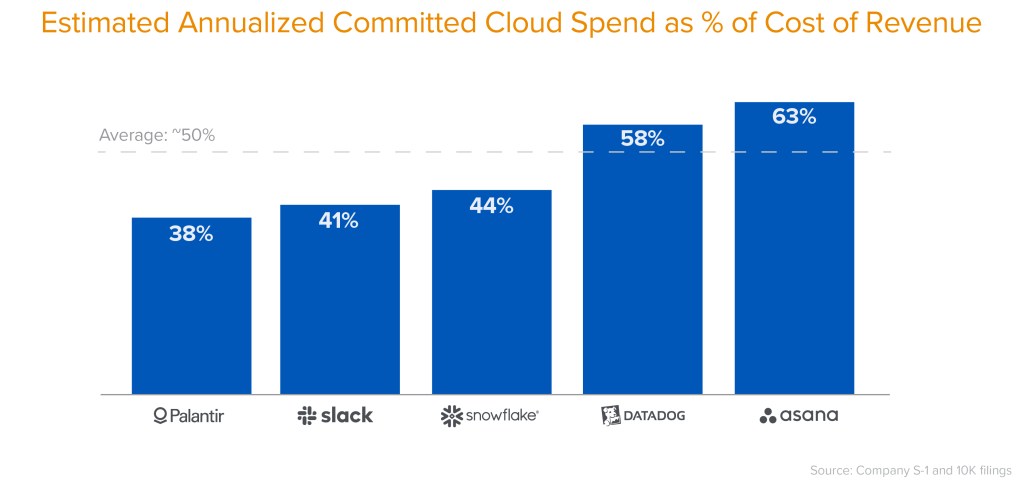 Estimated Annualized Committed Cloud Spend as % of Cost of Revenue
Average: ~50%
38%
41%
44%
58%
63%
Palantir
slack
snowflake®
DATADOG
asana
Source: Company S-1 and 10K filings